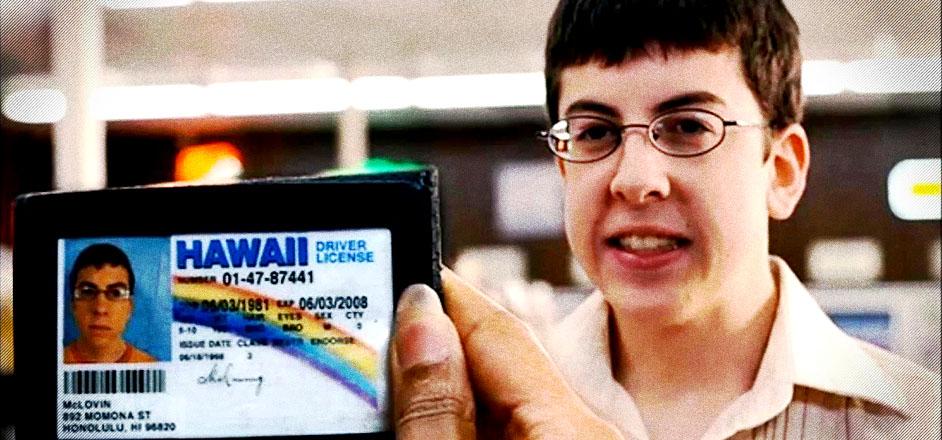 HAWAII DRIVER LICENSE
NUMBER 01-47-87441
06/03/1981 EXP 06/03/2008
EYES SEX CTY
5-10 BRO M 0
ISSUE DATE CLASS ENDORSE
06/18/1998 3
McLOVIN
892 MOMONA ST
HONOLULU, HI 96820